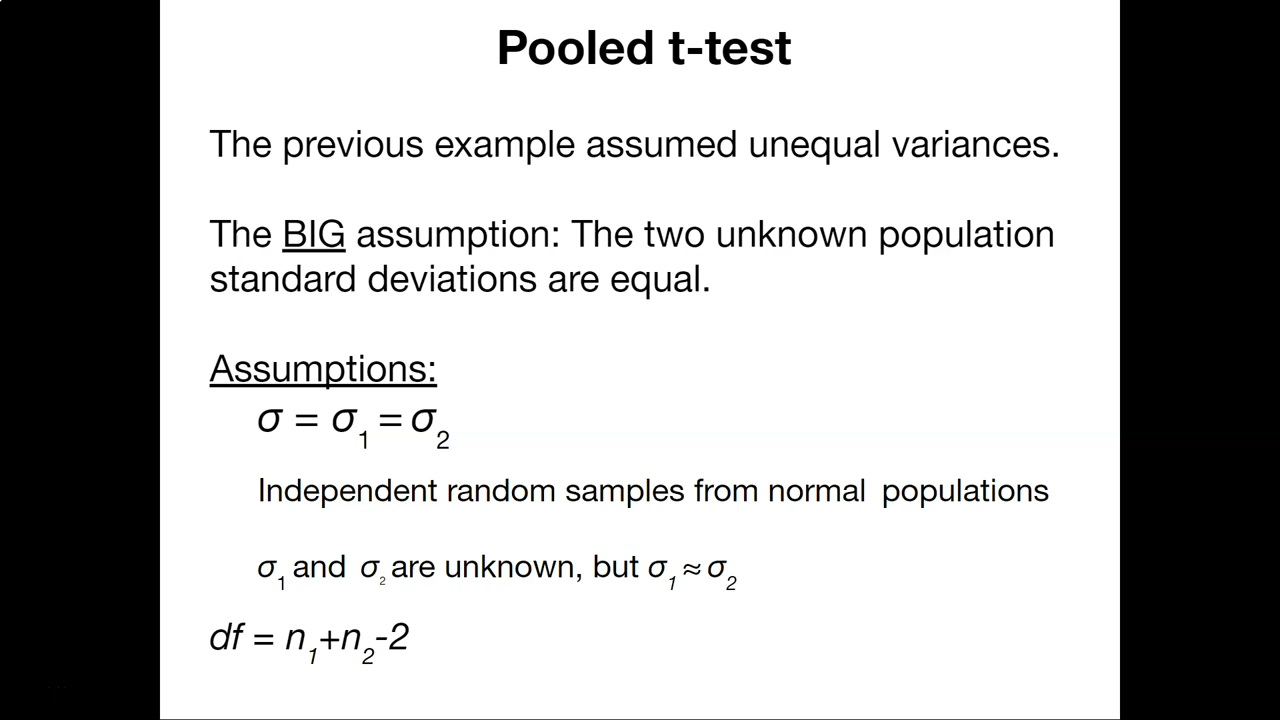 Pooled t-test
The previous example assumed unequal variances.
The BIG assumption: The two unknown population
standard deviations are equal.
Assumptions:
σ = σ₁ = σ₂
Independent random samples from normal populations
σ₁ and σ₂ are unknown, but σ₁ ≈ σ₂
df = n₁+n₂-2